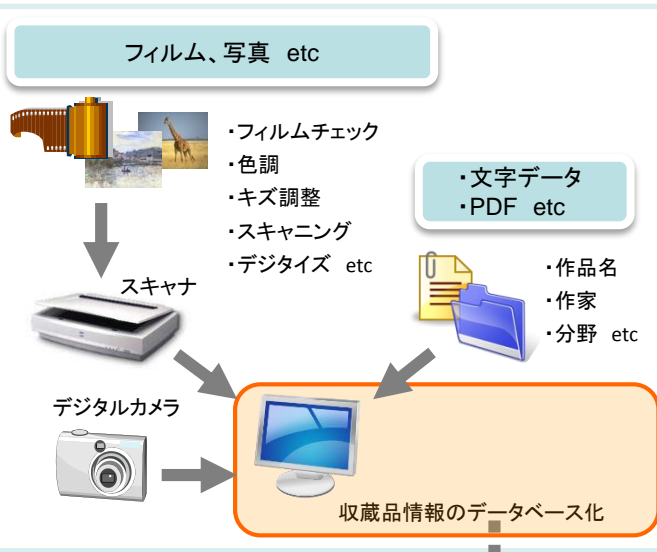 フィルム、写真 etc
・フィルムチェック
・色調
・キズ調整
・スキャニング
・デジタイズ etc
・文字データ
・PDF etc
スキャナ
・作品名
・作家
・分野 etc
デジタルカメラ
収蔵品情報のデータベース化